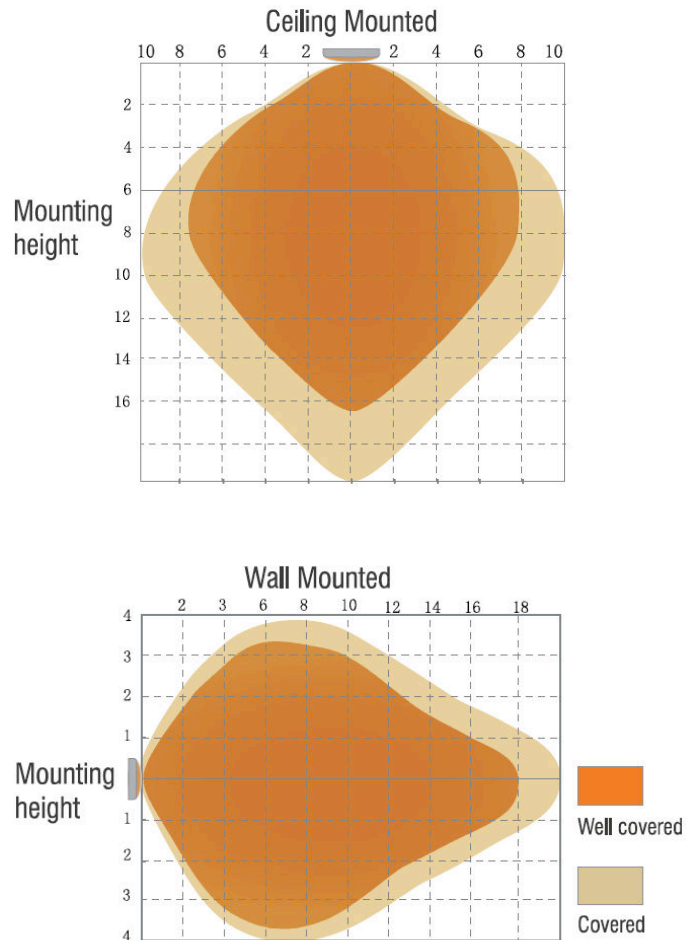 Ceiling Mounted
10 8 6 4 2 2 4 6 8 10
2
4
6
Mounting
height
8
10
12
14
16
Wall Mounted
2 3 6 8 10 12 14 16 18
4
3
2
1
Mounting
height
1
2
3
4
Well covered
Covered